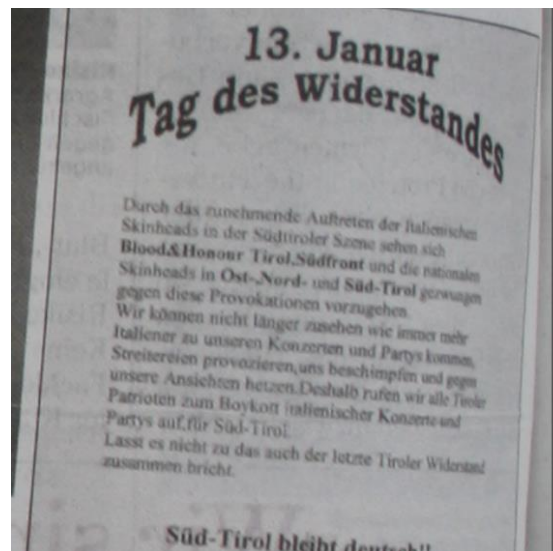 13. Januar
Tag des Widerstandes
Durch das zunehmende Auftreten der Italienischen
Skinheads in der Südtiroler Szene sehen sich
Blood&Honour Tirol,Südfront und die nationalen
Skinheads in Ost-,Nord- und Süd-Tirol gezwungen
gegen diese Provokationen vorzugehen.
Wir können nicht länger zusehen wie immer mehr
Italiener zu unseren Konzerten und Partys kommen,
Streitereien provozieren,uns beschimpfen und gegen
unsere Ansichten hetzen.Deshalb rufen wir alle Tiroler
Patrioten zum Boykott italienischer Konzerte und
Partys auf,für Süd-Tirol.
Lasst es nicht zu das auch der letzte Tiroler Widerstand
zusammen bricht.
Süd-Tirol bleibt deutsch!!